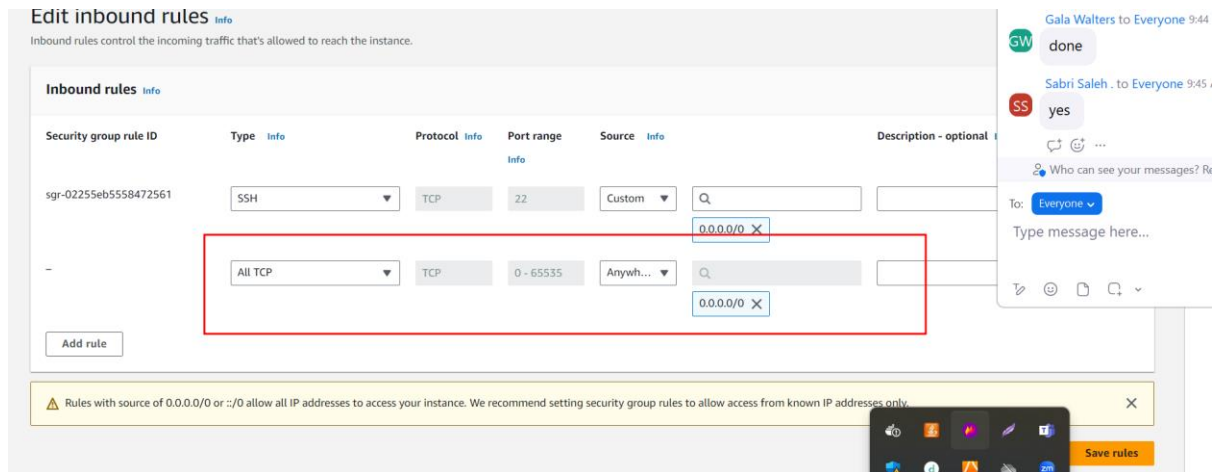 Edit inbound rules Info
Inbound rules control the incoming traffic that's allowed to reach the instance.
Inbound rules Info
Security group rule ID
Type Info
Protocol Info
Port range
Info
Source Info
Description - optional
sgr-02255eb5558472561
SSH
TCP
22
Custom
0.0.0.0/0
–
All TCP
TCP
0 - 65535
Anywh...
0.0.0.0/0
Add rule
Rules with source of 0.0.0.0/0 or ::/0 allow all IP addresses to access your instance. We recommend setting security group rules to allow access from known IP addresses only.
Save rules
Gala Walters to Everyone 9:44
GW
done
Sabri Saleh . to Everyone 9:45
SS
yes
Who can see your messages? Re
To: Everyone
Type message here...
zm